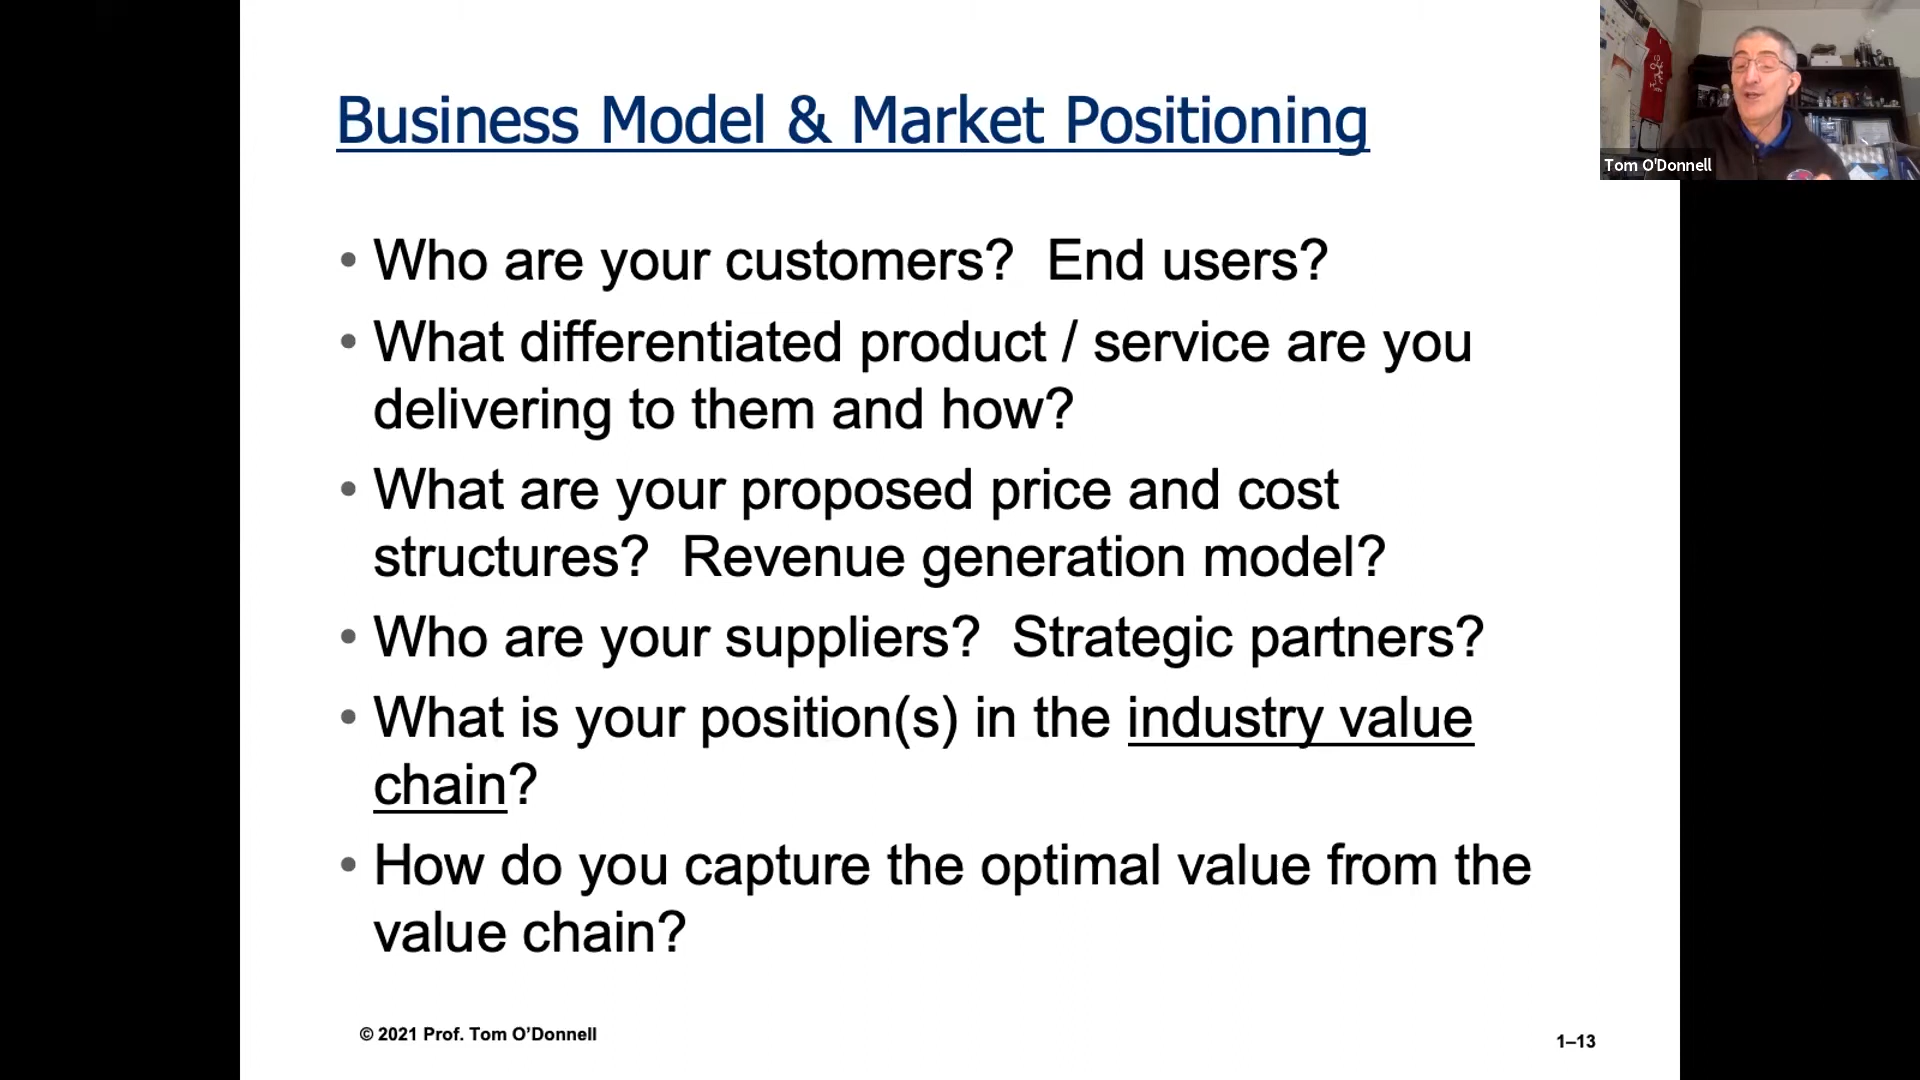 Business Model & Market Positioning
Tom O'Donnell
• Who are your customers?  End users?
• What differentiated product / service are you
delivering to them and how?
• What are your proposed price and cost
structures?  Revenue generation model?
• Who are your suppliers?  Strategic partners?
• What is your position(s) in the industry value
chain?
• How do you capture the optimal value from the
value chain?
© 2021 Prof. Tom O’Donnell
1–13